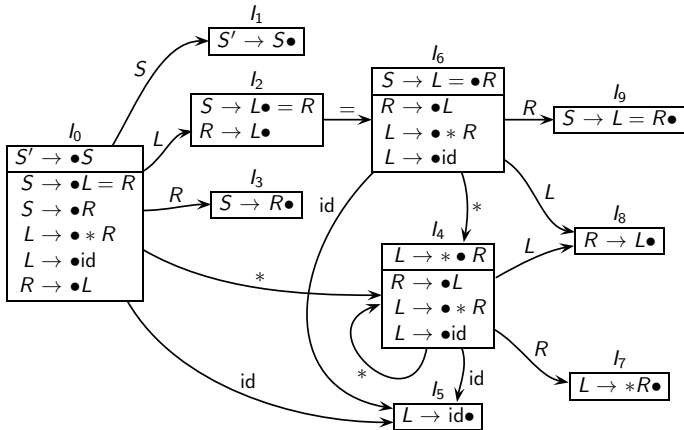 I₁
S′ → S●
S
I₂
S → L● = R
R → L●
L
=
I₆
S → L = ●R
R → ●L
L → ● ∗ R
L → ●id
R
I₉
S → L = R●
I₀
S′ → ●S
S → ●L = R
S → ●R
L → ● ∗ R
L → ●id
R → ●L
R
I₃
S → R●
id
∗
L
I₈
R → L●
∗
I₄
L → ∗ ● R
R → ●L
L → ● ∗ R
L → ●id
L
R
I₇
L → ∗R●
∗
id
id
I₅
L → id●